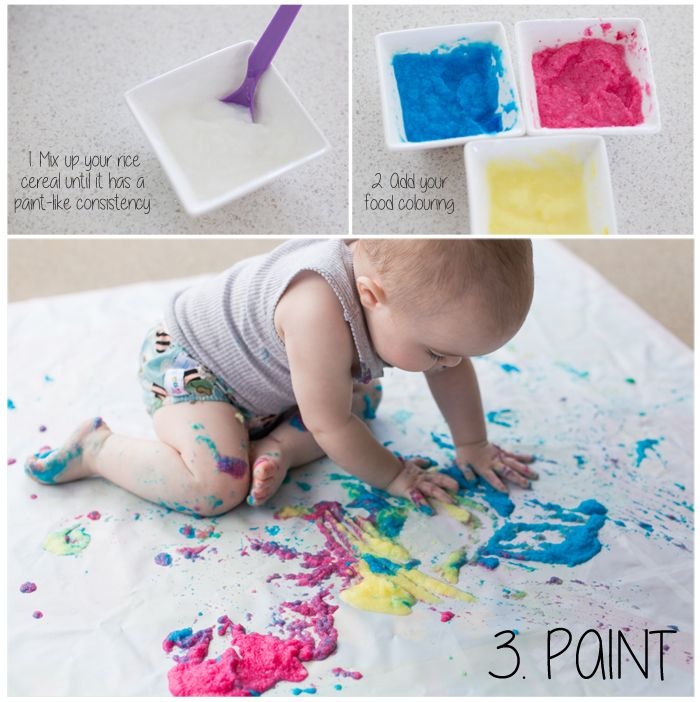 1. Mix up your rice
cereal until it has a
paint-like consistency
2. Add your
food colouring
3. PAINT